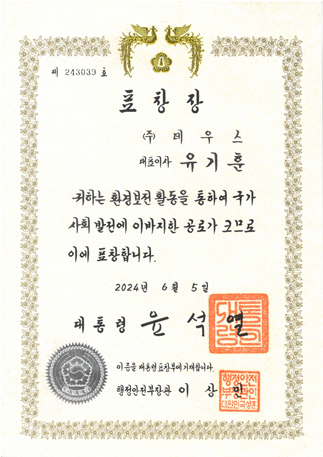 제 243039 호
표 창 장
(주) 데우스
대표이사 유기훈
귀하는 환경보전 활동을 통하여 국가
사회 발전에 이바지한 공로가 크므로
이에 표창합니다.
2024년 6월 5일
대통령 윤석열
이 증을 대통령 표창부에 기재합니다.
행정안전부장관 이상민